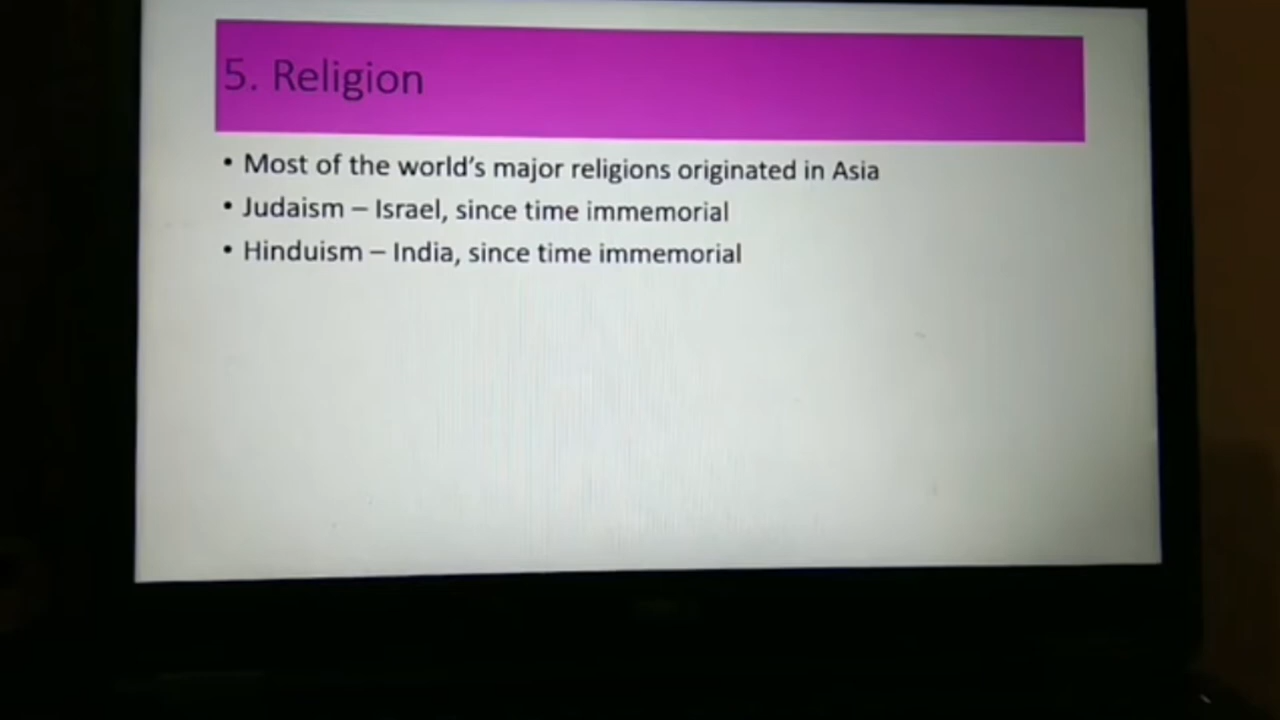 5. Religion
• Most of the world's major religions originated in Asia
• Judaism – Israel, since time immemorial
• Hinduism – India, since time immemorial